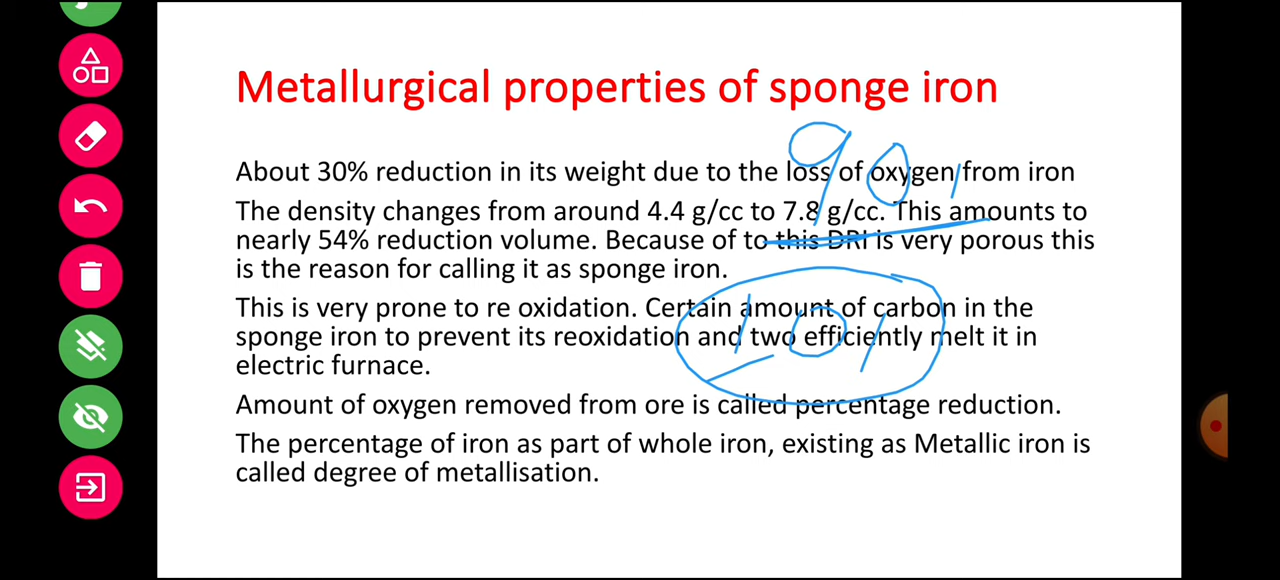 Metallurgical properties of sponge iron
About 30% reduction in its weight due to the loss of oxygen from iron
The density changes from around 4.4 g/cc to 7.8 g/cc. This amounts to
nearly 54% reduction volume. Because of to this DRI is very porous this
is the reason for calling it as sponge iron.
This is very prone to re oxidation. Certain amount of carbon in the
sponge iron to prevent its reoxidation and two efficiently melt it in
electric furnace.
Amount of oxygen removed from ore is called percentage reduction.
The percentage of iron as part of whole iron, existing as Metallic iron is
called degree of metallisation.